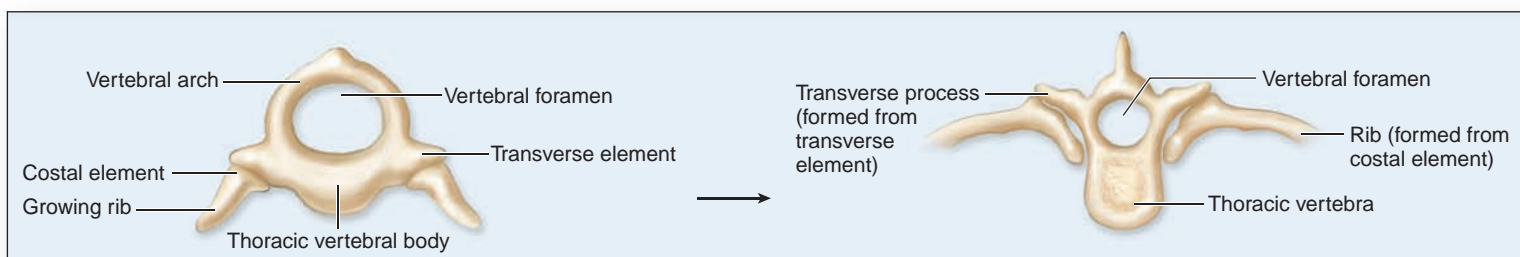 Vertebral arch
Vertebral foramen
Costal element
Transverse element
Growing rib
Thoracic vertebral body
Transverse process
(formed from
transverse
element)
Vertebral foramen
Rib (formed from
costal element)
Thoracic vertebra